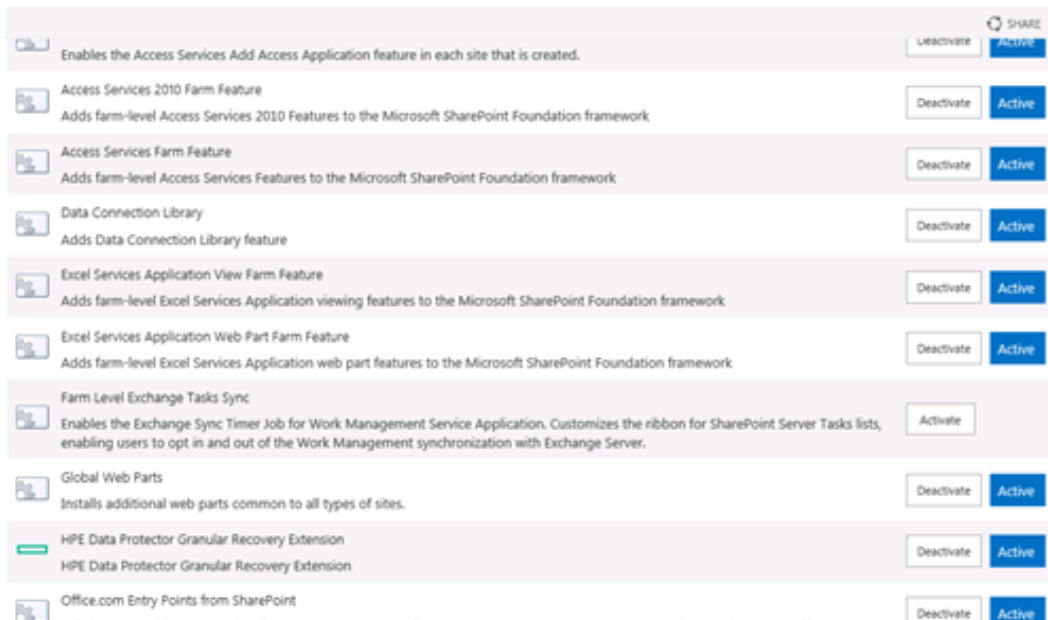 SHARE
Enables the Access Services Add Access Application feature in each site that is created.
Deactivate Active
Access Services 2010 Farm Feature
Adds farm-level Access Services 2010 Features to the Microsoft SharePoint Foundation framework
Deactivate Active
Access Services Farm Feature
Adds farm-level Access Services Features to the Microsoft SharePoint Foundation framework
Deactivate Active
Data Connection Library
Adds Data Connection Library feature
Deactivate Active
Excel Services Application View Farm Feature
Adds farm-level Excel Services Application viewing features to the Microsoft SharePoint Foundation framework
Deactivate Active
Excel Services Application Web Part Farm Feature
Adds farm-level Excel Services Application web part features to the Microsoft SharePoint Foundation framework
Deactivate Active
Farm Level Exchange Tasks Sync
Enables the Exchange Sync Timer Job for Work Management Service Application. Customizes the ribbon for SharePoint Server Tasks lists,
enabling users to opt in and out of the Work Management synchronization with Exchange Server.
Activate
Global Web Parts
Installs additional web parts common to all types of sites.
Deactivate Active
HPE Data Protector Granular Recovery Extension
HPE Data Protector Granular Recovery Extension
Deactivate Active
Office.com Entry Points from SharePoint
Deactivate Active